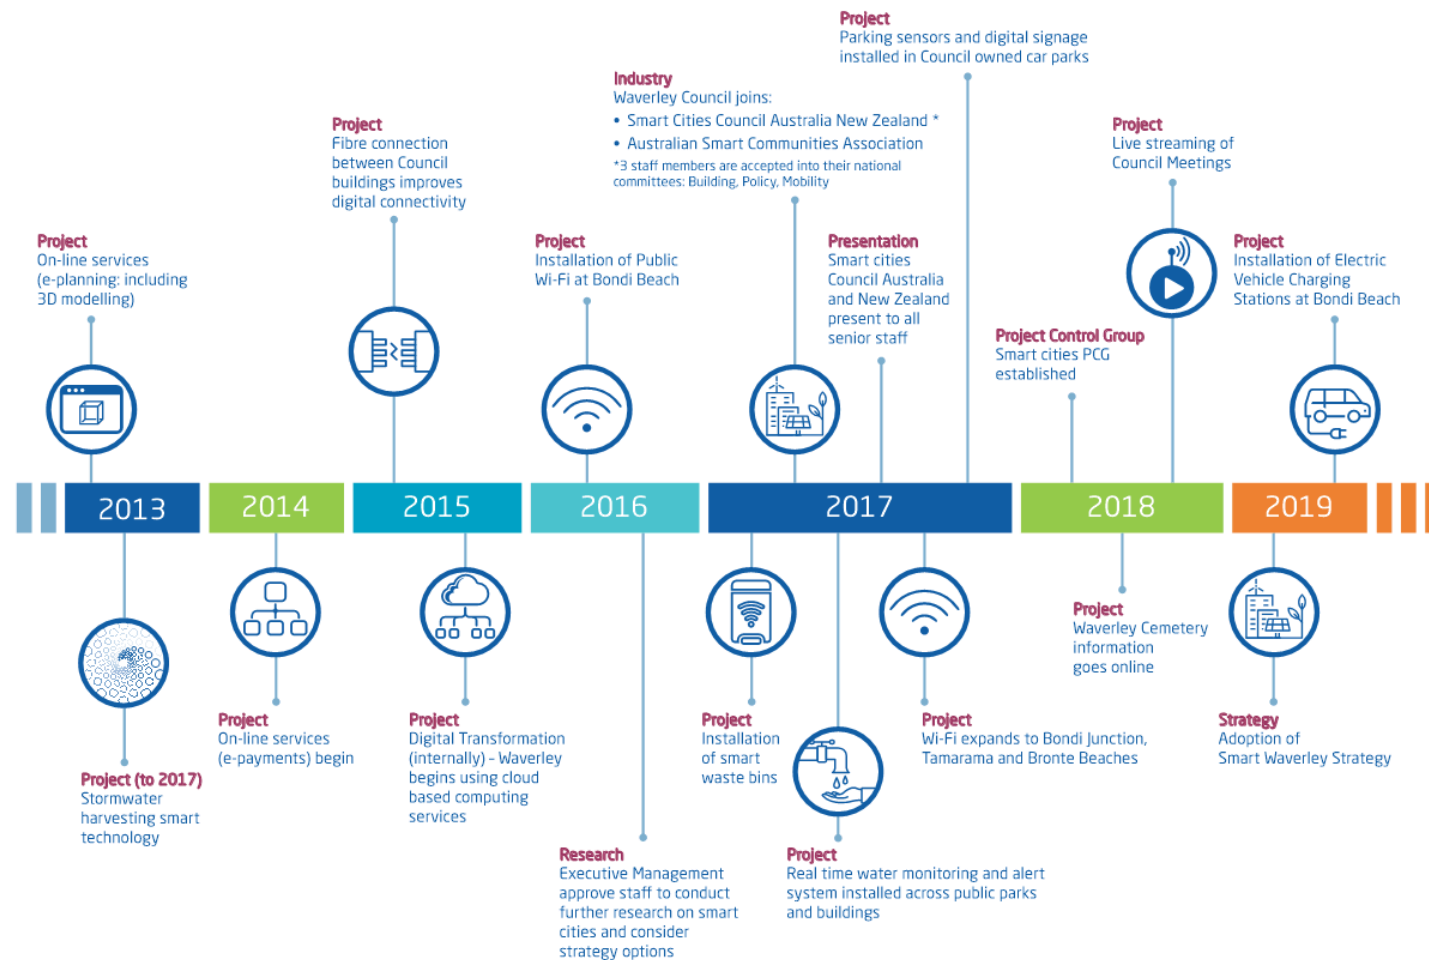 Project
Parking sensors and digital signage
installed in Council owned car parks
Industry
Waverley Council joins:
• Smart Cities Council Australia New Zealand *
• Australian Smart Communities Association
*3 staff members are accepted into their national
committees: Building, Policy, Mobility
Project
Fibre connection
between Council
buildings improves
digital connectivity
Project
Live streaming of
Council Meetings
Project
On-line services
(e-planning: including
3D modelling)
Project
Installation of Public
Wi-Fi at Bondi Beach
Presentation
Smart cities
Council Australia
and New Zealand
present to all
senior staff
Project
Installation of Electric
Vehicle Charging
Stations at Bondi Beach
Project Control Group
Smart cities PCG
established
2013
2014
2015
2016
2017
2018
2019
Project (to 2017)
Stormwater
harvesting smart
technology
Project
On-line services
(e-payments) begin
Project
Digital Transformation
(internally) – Waverley
begins using cloud
based computing
services
Research
Executive Management
approve staff to conduct
further research on smart
cities and consider
strategy options
Project
Installation
of smart
waste bins
Project
Real time water monitoring and alert
system installed across public parks
and buildings
Project
Wi-Fi expands to Bondi Junction,
Tamarama and Bronte Beaches
Project
Waverley Cemetery
information
goes online
Strategy
Adoption of
Smart Waverley Strategy